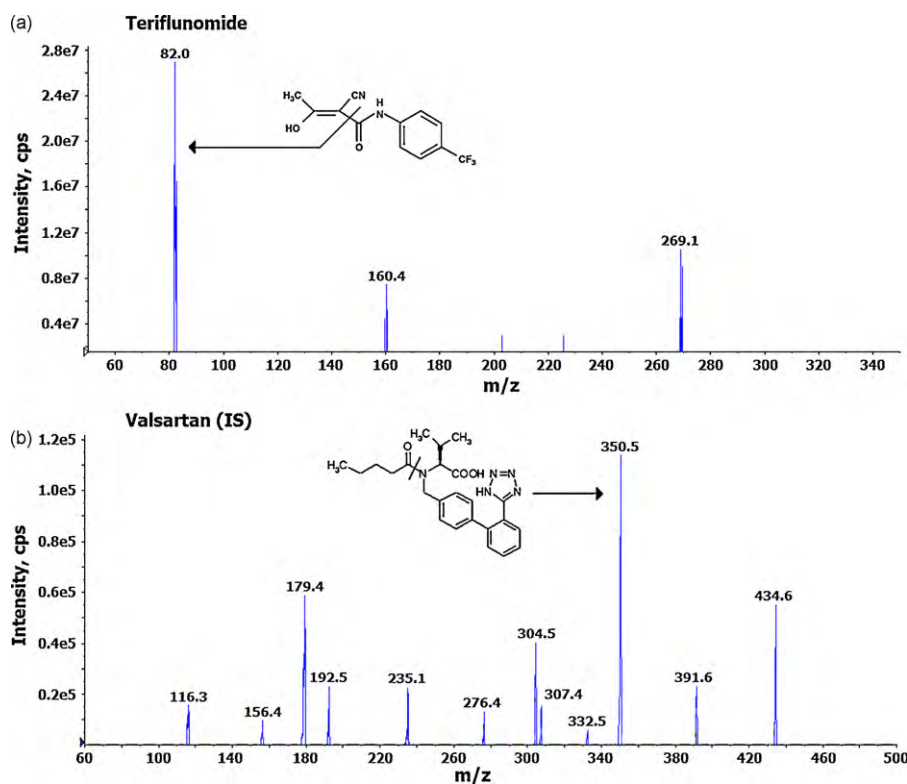 (a)
Teriflunomide
82.0
2.8e7
2.0e7
1.6e7
1.2e7
0.8e7
0.4e7
Intensity, cps
H₃C
CN
HO
H
N
O
CF₃
160.4
269.1
60 80 100 120 140 160 180 200 220 240 260 280 300 320 340
m/z
(b)
Valsartan (IS)
1.2e5
1.0e5
0.8e5
0.6e5
0.4e5
0.2e5
Intensity, cps
H₃C
CH₃
O
H₃C
N
COOH
N N
HN N
350.5
179.4
434.6
304.5
192.5
235.1
391.6
307.4
116.3
276.4
156.4
332.5
60 100 140 180 220 260 300 340 380 420 460 500
m/z